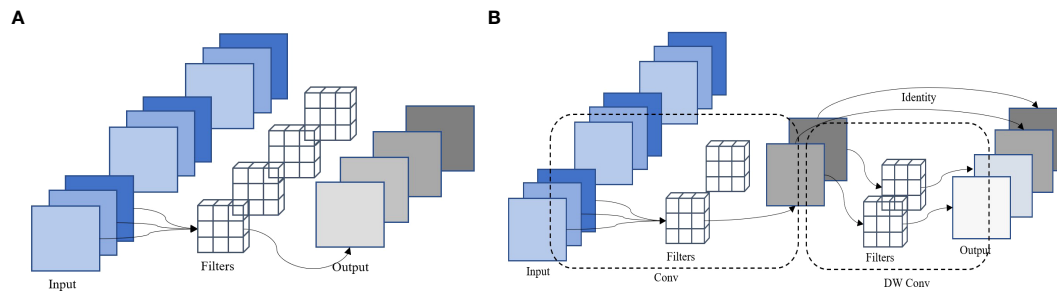 A
Input
Filters
Output
B
Identity
Input
Filters
Conv
Filters
Output
DW Conv